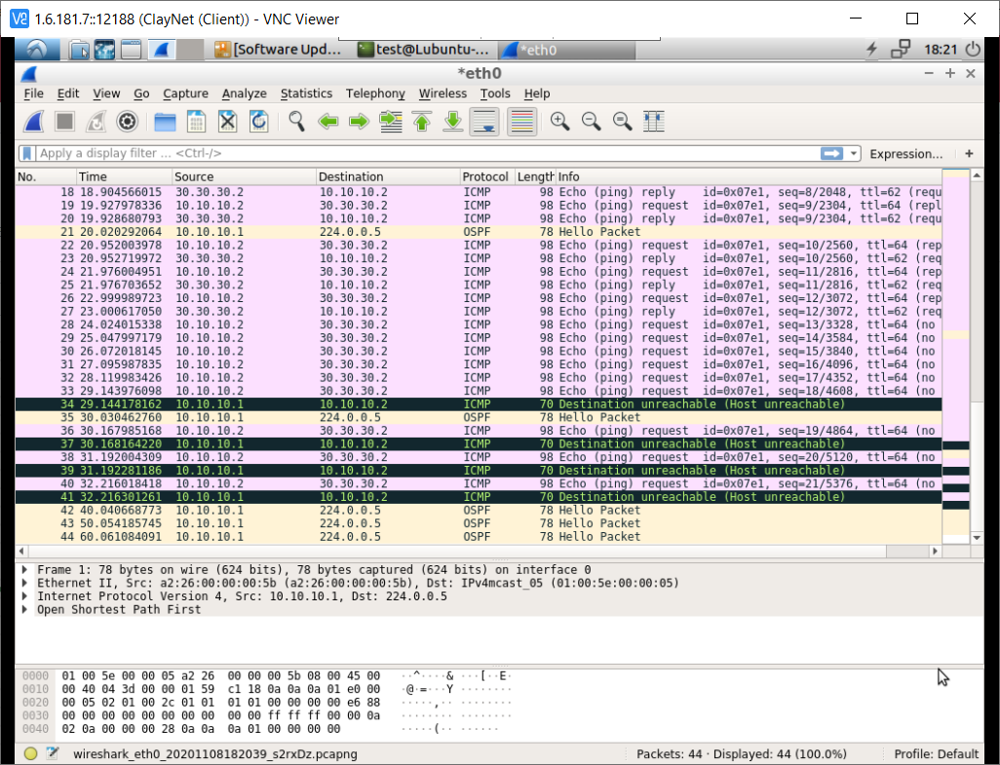 1.6.181.7::12188 (ClayNet (Client)) - VNC Viewer
[Software Upd... test@Lubuntu-... *eth0 18:21
*eth0
File Edit View Go Capture Analyze Statistics Telephony Wireless Tools Help
Apply a display filter ... <Ctrl-/> Expression... +
No. Time Source Destination Protocol Length Info
18 18.904566015 30.30.30.2 10.10.10.2 ICMP 98 Echo (ping) reply id=0x07e1, seq=8/2048, ttl=62 (requ
19 19.927978336 10.10.10.2 30.30.30.2 ICMP 98 Echo (ping) request id=0x07e1, seq=9/2304, ttl=64 (repl
20 19.928680793 30.30.30.2 10.10.10.2 ICMP 98 Echo (ping) reply id=0x07e1, seq=9/2304, ttl=62 (requ
21 20.020292064 10.10.10.1 224.0.0.5 OSPF 78 Hello Packet
22 20.952003978 10.10.10.2 30.30.30.2 ICMP 98 Echo (ping) request id=0x07e1, seq=10/2560, ttl=64 (rep
23 20.952719972 30.30.30.2 10.10.10.2 ICMP 98 Echo (ping) reply id=0x07e1, seq=10/2560, ttl=62 (req
24 21.976004951 10.10.10.2 30.30.30.2 ICMP 98 Echo (ping) request id=0x07e1, seq=11/2816, ttl=64 (rep
25 21.976703652 30.30.30.2 10.10.10.2 ICMP 98 Echo (ping) reply id=0x07e1, seq=11/2816, ttl=62 (req
26 22.999989723 10.10.10.2 30.30.30.2 ICMP 98 Echo (ping) request id=0x07e1, seq=12/3072, ttl=64 (rep
27 23.000617050 30.30.30.2 10.10.10.2 ICMP 98 Echo (ping) reply id=0x07e1, seq=12/3072, ttl=62 (req
28 24.024015338 10.10.10.2 30.30.30.2 ICMP 98 Echo (ping) request id=0x07e1, seq=13/3328, ttl=64 (no
29 25.047997179 10.10.10.2 30.30.30.2 ICMP 98 Echo (ping) request id=0x07e1, seq=14/3584, ttl=64 (no
30 26.072018145 10.10.10.2 30.30.30.2 ICMP 98 Echo (ping) request id=0x07e1, seq=15/3840, ttl=64 (no
31 27.095987835 10.10.10.2 30.30.30.2 ICMP 98 Echo (ping) request id=0x07e1, seq=16/4096, ttl=64 (no
32 28.119983426 10.10.10.2 30.30.30.2 ICMP 98 Echo (ping) request id=0x07e1, seq=17/4352, ttl=64 (no
33 29.143976098 10.10.10.2 30.30.30.2 ICMP 98 Echo (ping) request id=0x07e1, seq=18/4608, ttl=64 (no
34 29.144178162 10.10.10.1 10.10.10.2 ICMP 70 Destination unreachable (Host unreachable)
35 30.030462760 10.10.10.1 224.0.0.5 OSPF 78 Hello Packet
36 30.167985168 10.10.10.2 30.30.30.2 ICMP 98 Echo (ping) request id=0x07e1, seq=19/4864, ttl=64 (no
37 30.168164220 10.10.10.1 10.10.10.2 ICMP 70 Destination unreachable (Host unreachable)
38 31.192004309 10.10.10.2 30.30.30.2 ICMP 98 Echo (ping) request id=0x07e1, seq=20/5120, ttl=64 (no
39 31.192281186 10.10.10.1 10.10.10.2 ICMP 70 Destination unreachable (Host unreachable)
40 32.216018418 10.10.10.2 30.30.30.2 ICMP 98 Echo (ping) request id=0x07e1, seq=21/5376, ttl=64 (no
41 32.216301261 10.10.10.1 10.10.10.2 ICMP 70 Destination unreachable (Host unreachable)
42 40.040668773 10.10.10.1 224.0.0.5 OSPF 78 Hello Packet
43 50.054185745 10.10.10.1 224.0.0.5 OSPF 78 Hello Packet
44 60.061084091 10.10.10.1 224.0.0.5 OSPF 78 Hello Packet
Frame 1: 78 bytes on wire (624 bits), 78 bytes captured (624 bits) on interface 0
Ethernet II, Src: a2:26:00:00:00:5b (a2:26:00:00:00:5b), Dst: IPv4mcast_05 (01:00:5e:00:00:05)
Internet Protocol Version 4, Src: 10.10.10.1, Dst: 224.0.0.5
Open Shortest Path First
0000 01 00 5e 00 00 05 a2 26 00 00 00 5b 08 00 45 00 ··^····& ···[··E·
0010 00 40 04 3d 00 00 01 59 c1 18 0a 0a 0a 01 e0 00 ·@·=···Y ········
0020 00 05 02 01 00 2c 01 01 01 01 00 00 00 00 e6 88 ·····,·· ········
0030 00 00 00 00 00 00 00 00 00 00 ff ff ff 00 00 0a ········ ········
0040 02 0a 00 00 00 28 0a 0a 0a 01 00 00 00 00 ·····(·· ······
wireshark_eth0_20201108182039_s2rxDz.pcapng Packets: 44 · Displayed: 44 (100.0%) Profile: Default